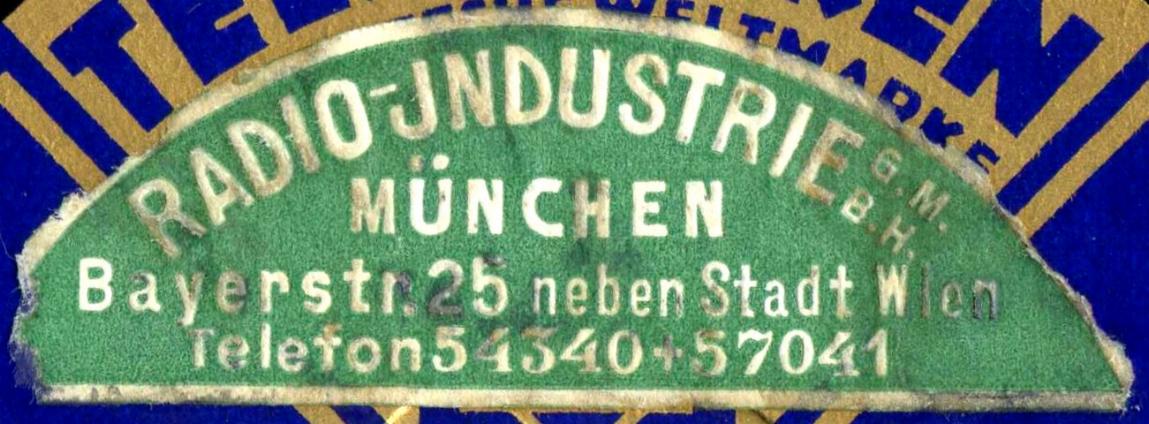 WELTMARKE
RADIO-JNDUSTRIE G.M.
B.H.
MÜNCHEN
Bayerstr. 25 neben Stadt Wien
Telefon 54340+57041